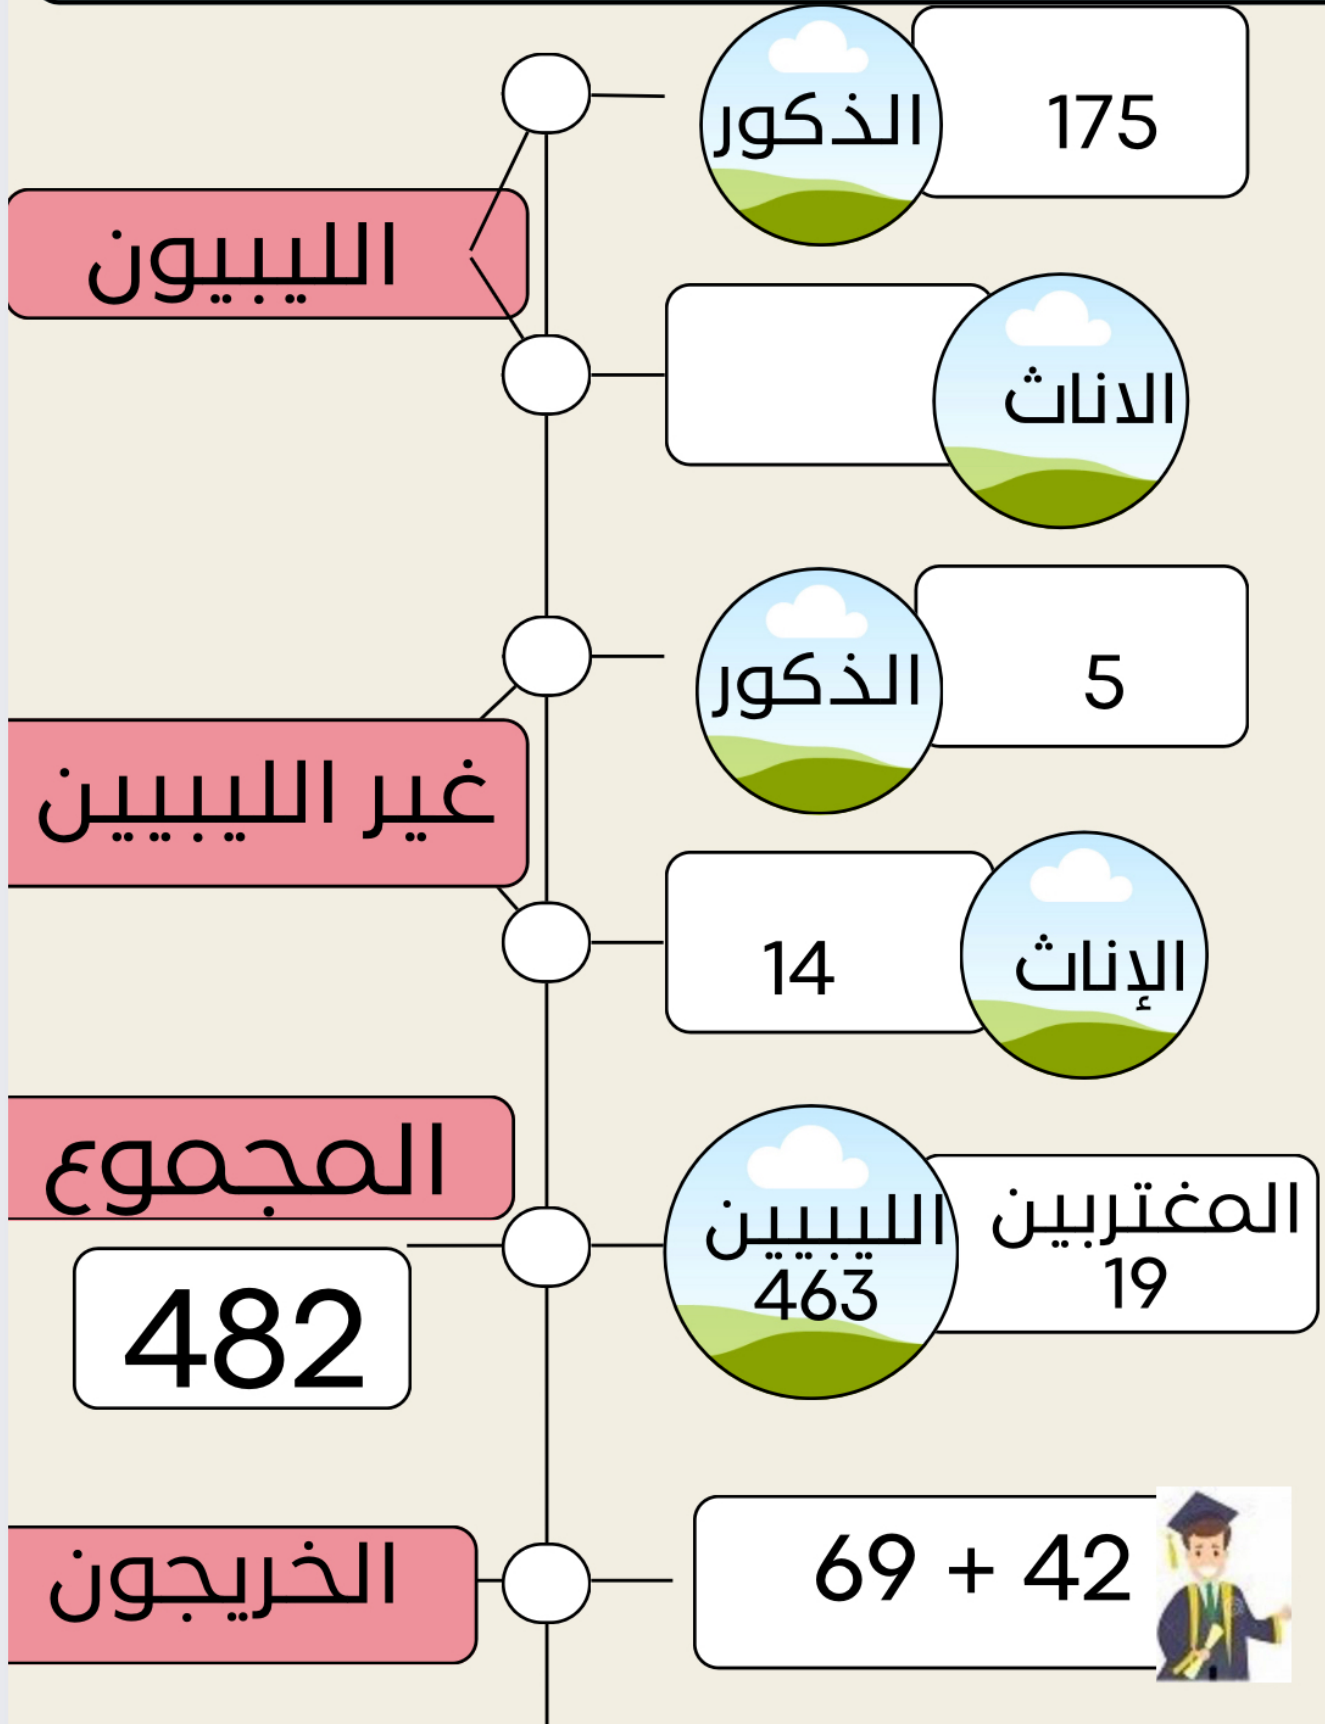 الذكور
175
الليبيون
الاناث
الذكور
5
غير الليبيين
14
الإناث
المجموع
الليبيين
463
المغتربين
19
482
69 + 42
الخريجون